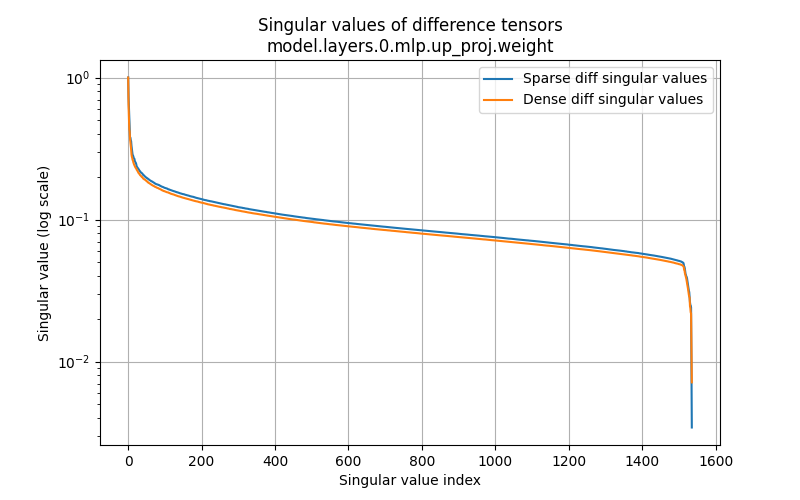 Singular values of difference tensors
model.layers.0.mlp.up_proj.weight
Sparse diff singular values
Dense diff singular values
Singular value (log scale)
10⁰
10⁻¹
10⁻²
0 200 400 600 800 1000 1200 1400 1600
Singular value index